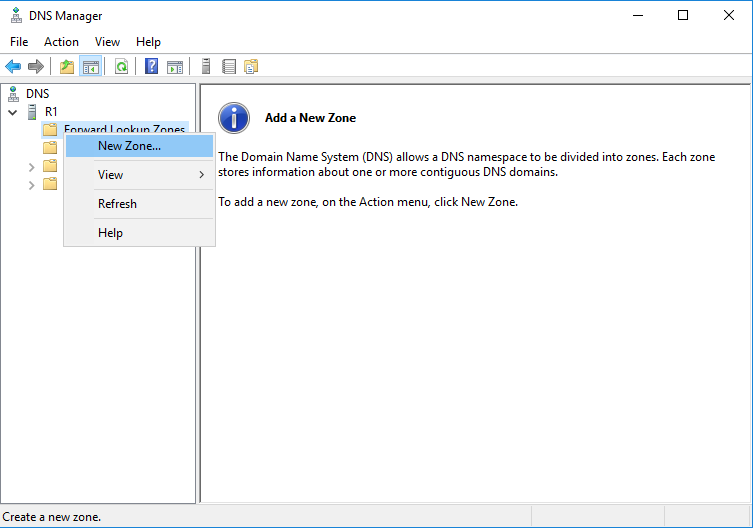 DNS Manager
File Action View Help
DNS
R1
Forward Lookup Zones
New Zone...
View
Refresh
Help
Add a New Zone
The Domain Name System (DNS) allows a DNS namespace to be divided into zones. Each zone
stores information about one or more contiguous DNS domains.
To add a new zone, on the Action menu, click New Zone.
Create a new zone.